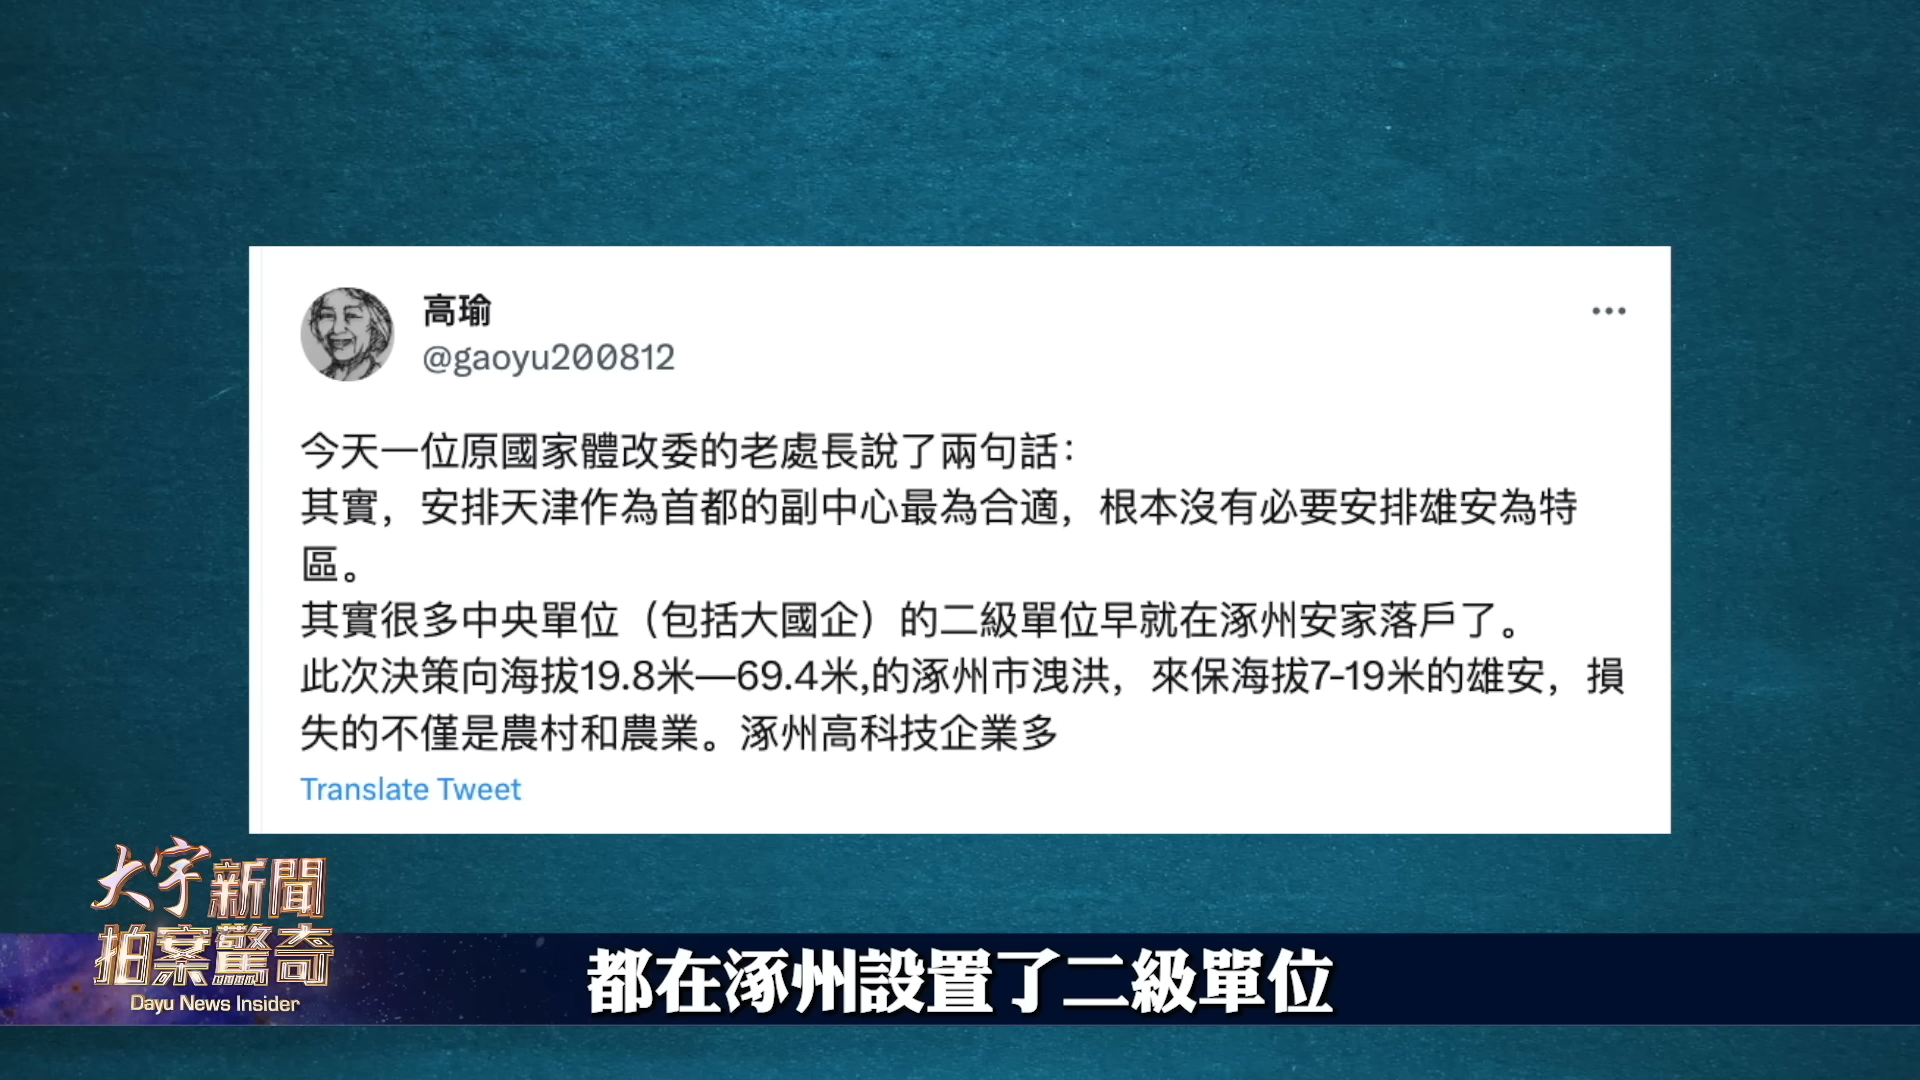 高瑜
@gaoyu200812
今天一位原國家體改委的老處長說了兩句話：
其實，安排天津作為首都的副中心最為合適，根本沒有必要安排雄安為特
區。
其實很多中央單位（包括大國企）的二級單位早就在涿州安家落戶了。
此次決策向海拔19.8米—69.4米,的涿州市洩洪，來保海拔7-19米的雄安，損
失的不僅是農村和農業。涿州高科技企業多
Translate Tweet
大宇新聞
拍案驚奇
Dayu News Insider
都在涿州設置了二級單位